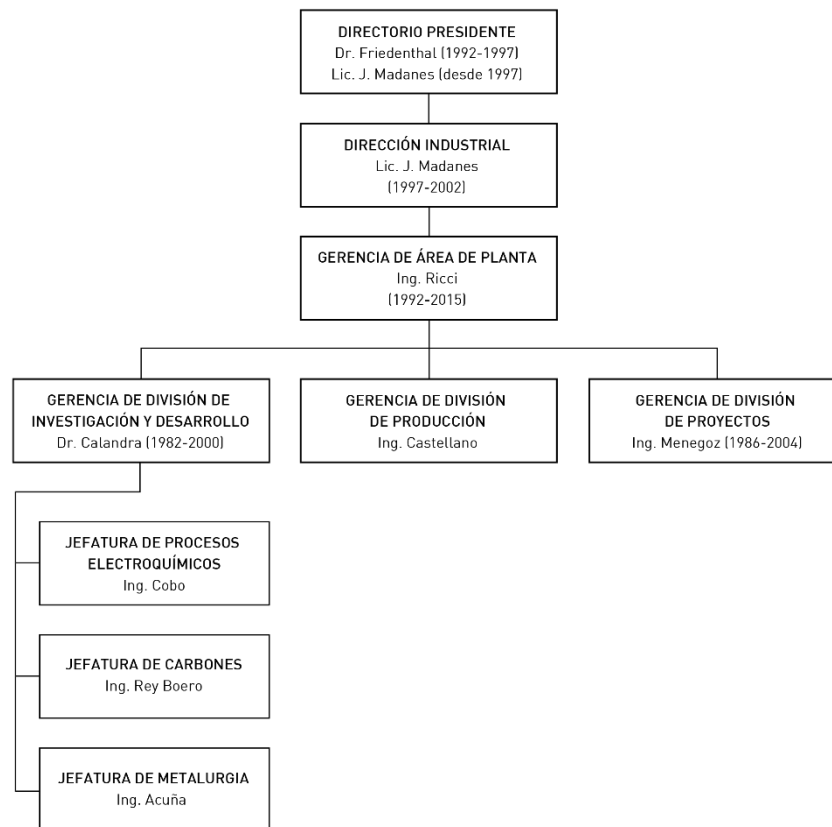 DIRECTORIO PRESIDENTE
Dr. Friedenthal (1992-1997)
Lic. J. Madanes (desde 1997)
DIRECCIÓN INDUSTRIAL
Lic. J. Madanes
(1997-2002)
GERENCIA DE ÁREA DE PLANTA
Ing. Ricci
(1992-2015)
GERENCIA DE DIVISIÓN DE
INVESTIGACIÓN Y DESARROLLO
Dr. Calandra (1982-2000)
GERENCIA DE DIVISIÓN
DE PRODUCCIÓN
Ing. Castellano
GERENCIA DE DIVISIÓN
DE PROYECTOS
Ing. Menegoz (1986-2004)
JEFATURA DE PROCESOS
ELECTROQUÍMICOS
Ing. Cobo
JEFATURA DE CARBONES
Ing. Rey Boero
JEFATURA DE METALURGIA
Ing. Acuña